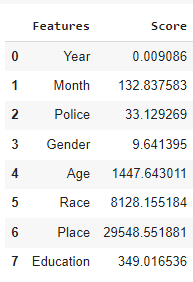 Features Score
0 Year 0.009086
1 Month 132.837583
2 Police 33.129269
3 Gender 9.641395
4 Age 1447.643011
5 Race 8128.155184
6 Place 29548.551881
7 Education 349.016536